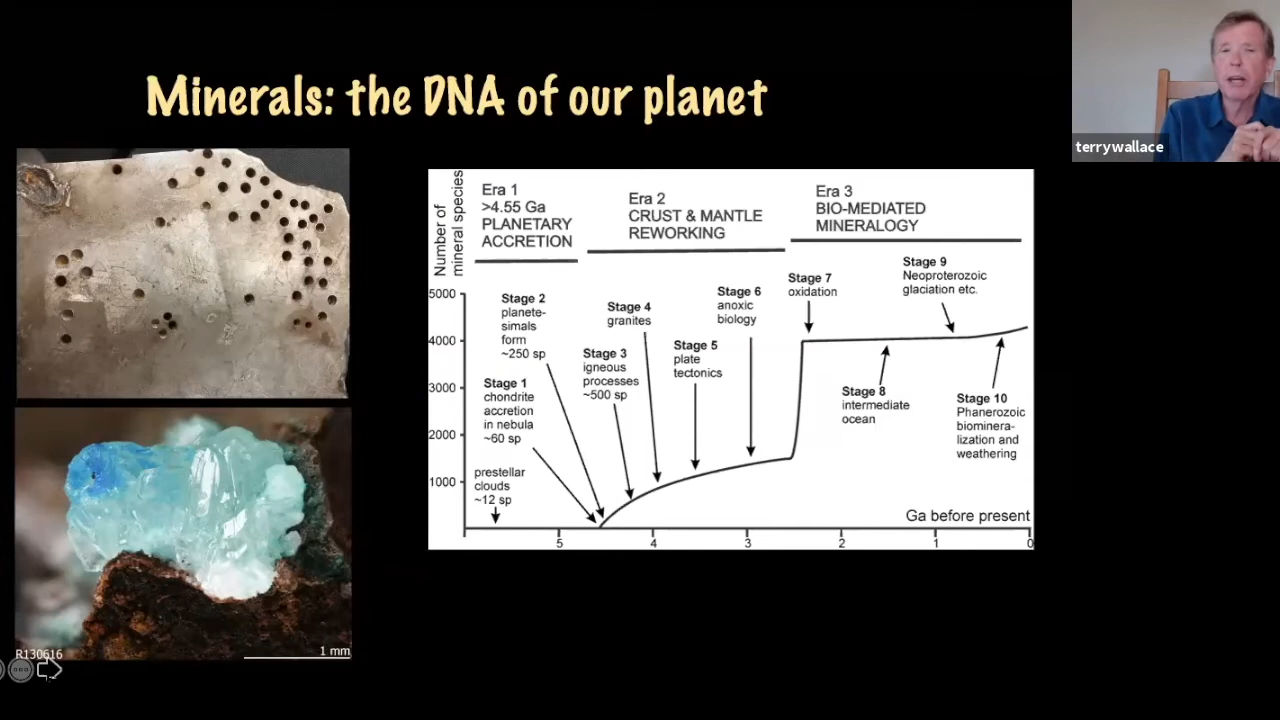 Minerals: the DNA of our planet
terrywallace
Number of
mineral species
Era 1
>4.55 Ga
PLANETARY
ACCRETION
Era 2
CRUST & MANTLE
REWORKING
Era 3
BIO-MEDIATED
MINERALOGY
5000
4000
3000
2000
1000
prestellar
clouds
~12 sp
Stage 1
chondrite
accretion
in nebula
~60 sp
Stage 2
planete-
simals
form
~250 sp
Stage 3
igneous
processes
~500 sp
Stage 4
granites
Stage 5
plate
tectonics
Stage 6
anoxic
biology
Stage 7
oxidation
Stage 8
intermediate
ocean
Stage 9
Neoproterozoic
glaciation etc.
Stage 10
Phanerozoic
biominera-
lization and
weathering
Ga before present
5
4
3
2
1
0
R130616
1 mm